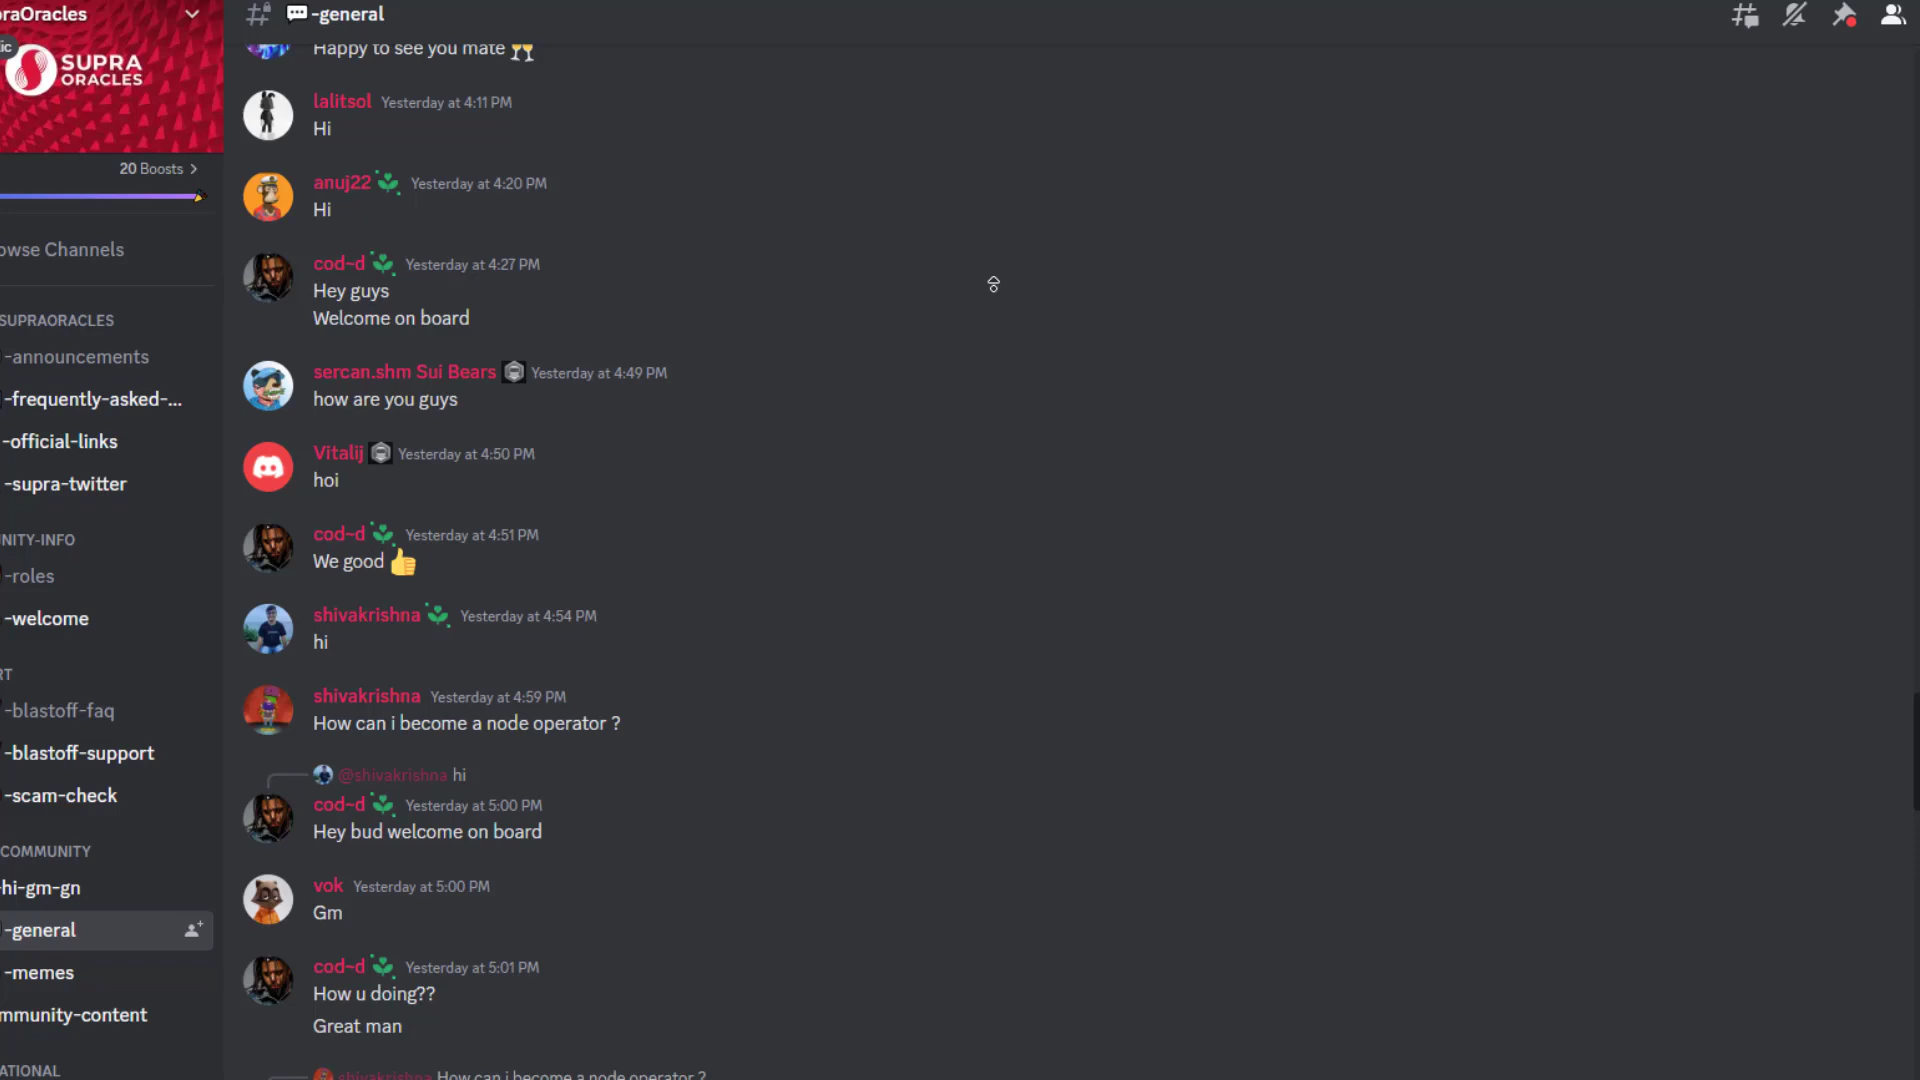 raOracles
ic
SUPRA
ORACLES
20 Boosts
owse Channels
SUPRAORACLES
-announcements
-frequently-asked-...
-official-links
-supra-twitter
NITY-INFO
-roles
-welcome
RT
-blastoff-faq
-blastoff-support
-scam-check
COMMUNITY
hi-gm-gn
-general
-memes
mmunity-content
ATIONAL
-general
Happy to see you mate 🥂
lalitsol Yesterday at 4:11 PM
Hi
anuj22 Yesterday at 4:20 PM
Hi
cod~d Yesterday at 4:27 PM
Hey guys
Welcome on board
sercan.shm Sui Bears Yesterday at 4:49 PM
how are you guys
Vitalij Yesterday at 4:50 PM
hoi
cod~d Yesterday at 4:51 PM
We good 👍
shivakrishna Yesterday at 4:54 PM
hi
shivakrishna Yesterday at 4:59 PM
How can i become a node operator ?
@shivakrishna hi
cod~d Yesterday at 5:00 PM
Hey bud welcome on board
vok Yesterday at 5:00 PM
Gm
cod~d Yesterday at 5:01 PM
How u doing??
Great man
shivakrishna How can i become a node operator ?